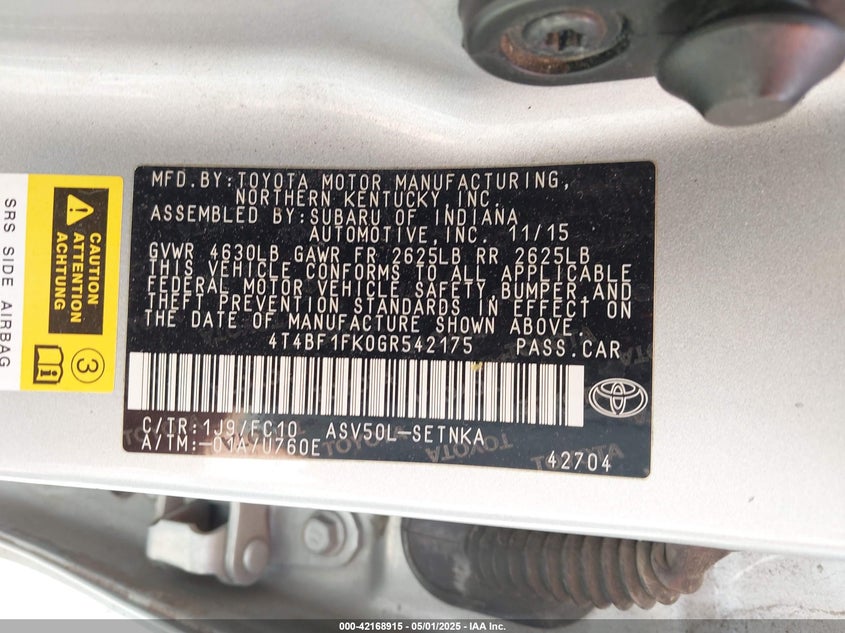 MFD.BY:TOYOTA MOTOR MANUFACTURING,
NORTHERN KENTUCKY, INC.
ASSEMBLED BY:SUBARU OF INDIANA
AUTOMOTIVE,INC. 11/15
GVWR 4630LB GAWR FR 2625LB RR 2625LB
THIS VEHICLE CONFORMS TO ALL APPLICABLE
FEDERAL MOTOR VEHICLE SAFETY,BUMPER,AND
THEFT PREVENTION STANDARDS IN EFFECT ON
THE DATE OF MANUFACTURE SHOWN ABOVE.
4T4BF1FK0GR542175 PASS.CAR
C/TR:1J9/FC10 ASV50L-SETNKA
A/TM:-01A/U760E
42704
SRS SIDE AIRBAG
CAUTION
ATTENTION
ACHTUNG
3
TOYOTA
000-42168915 - 05/01/2025 - IAA Inc.